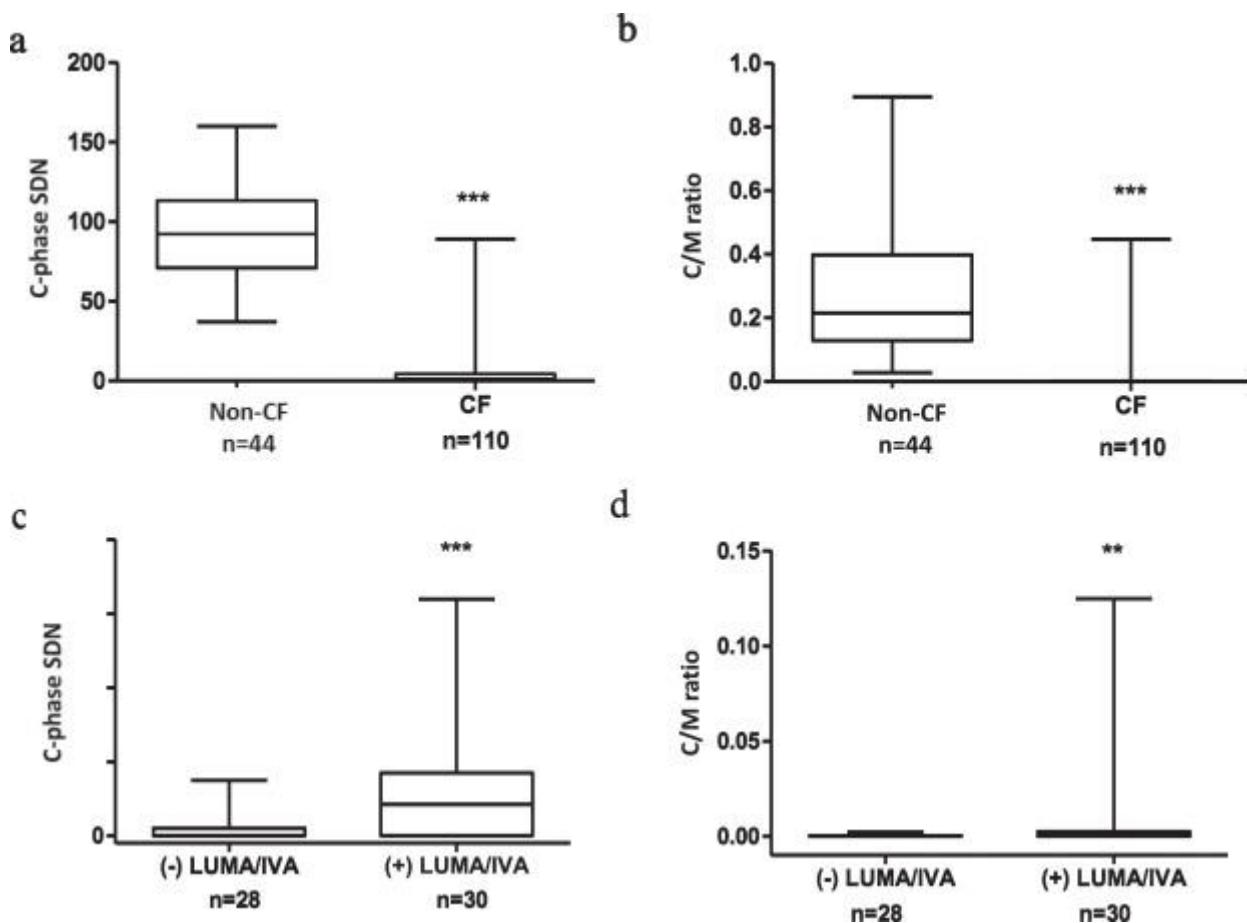 a
200
150
100
50
0
C-phase SDN
***
Non-CF
n=44
CF
n=110
b
1.0
0.8
0.6
0.4
0.2
0.0
C/M ratio
***
Non-CF
n=44
CF
n=110
c
0
C-phase SDN
***
(-) LUMA/IVA
n=28
(+) LUMA/IVA
n=30
d
0.15
0.10
0.05
0.00
C/M ratio
**
(-) LUMA/IVA
n=28
(+) LUMA/IVA
n=30